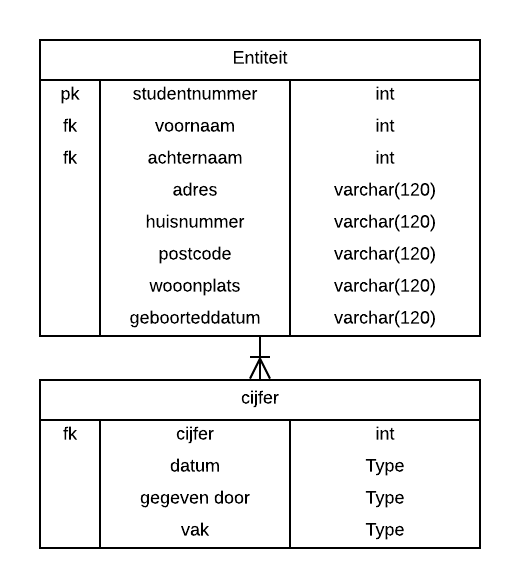 Entiteit
pk studentnummer int
fk voornaam int
fk achternaam int
adres varchar(120)
huisnummer varchar(120)
postcode varchar(120)
wooonplats varchar(120)
geboorteddatum varchar(120)
cijfer
fk cijfer int
datum Type
gegeven door Type
vak Type